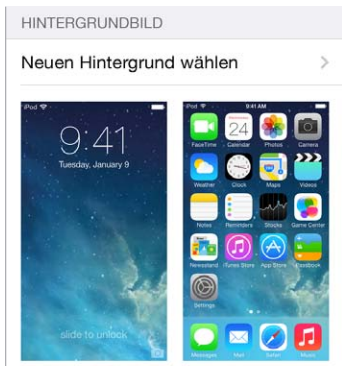 HINTERGRUNDBILD
Neuen Hintergrund wählen
iPod
9:41
Tuesday, January 9
slide to unlock
iPod 9:41 AM
24
FaceTime Calendar Photos Camera
Weather Clock Maps Videos
Notes Reminders Stocks Game Center
Newsstand iTunes Store App Store Passbook
Settings
Messages Mail Safari Music